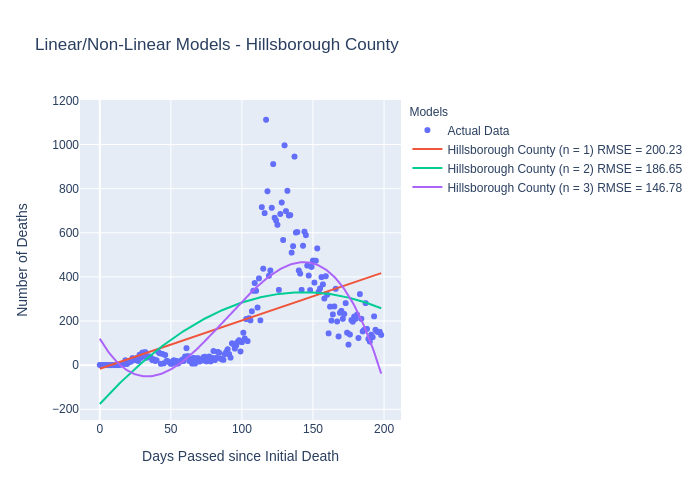 Linear/Non-Linear Models - Hillsborough County
Models
Actual Data
Hillsborough County (n = 1) RMSE = 200.23
Hillsborough County (n = 2) RMSE = 186.65
Hillsborough County (n = 3) RMSE = 146.78
Number of Deaths
1200
1000
800
600
400
200
0
−200
0 50 100 150 200
Days Passed since Initial Death